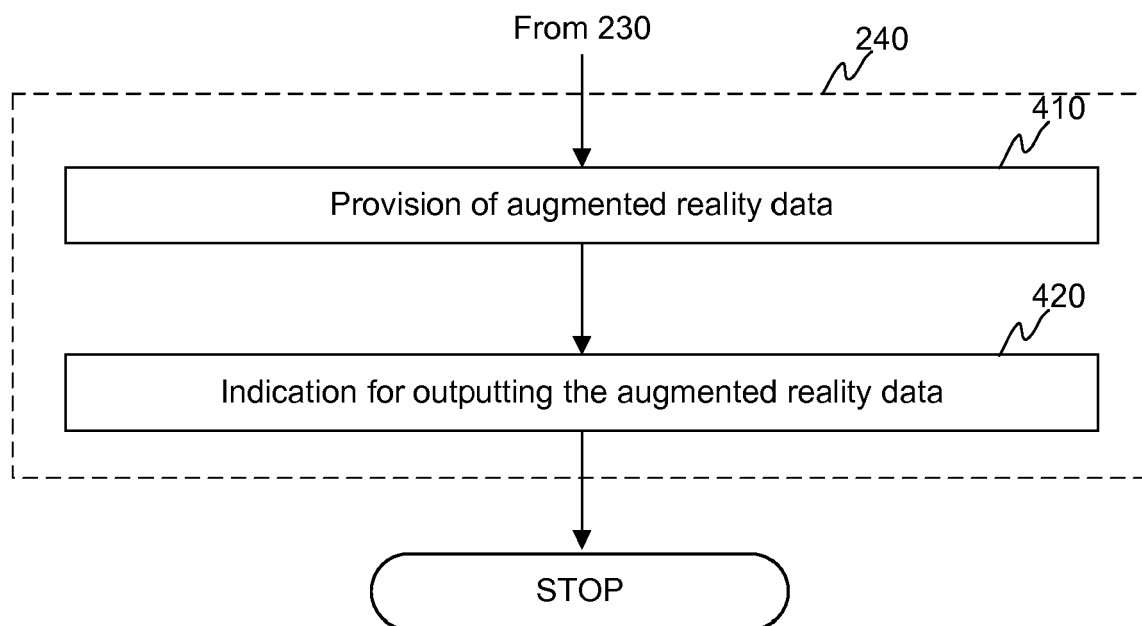 From 230
240
410
Provision of augmented reality data
420
Indication for outputting the augmented reality data
STOP